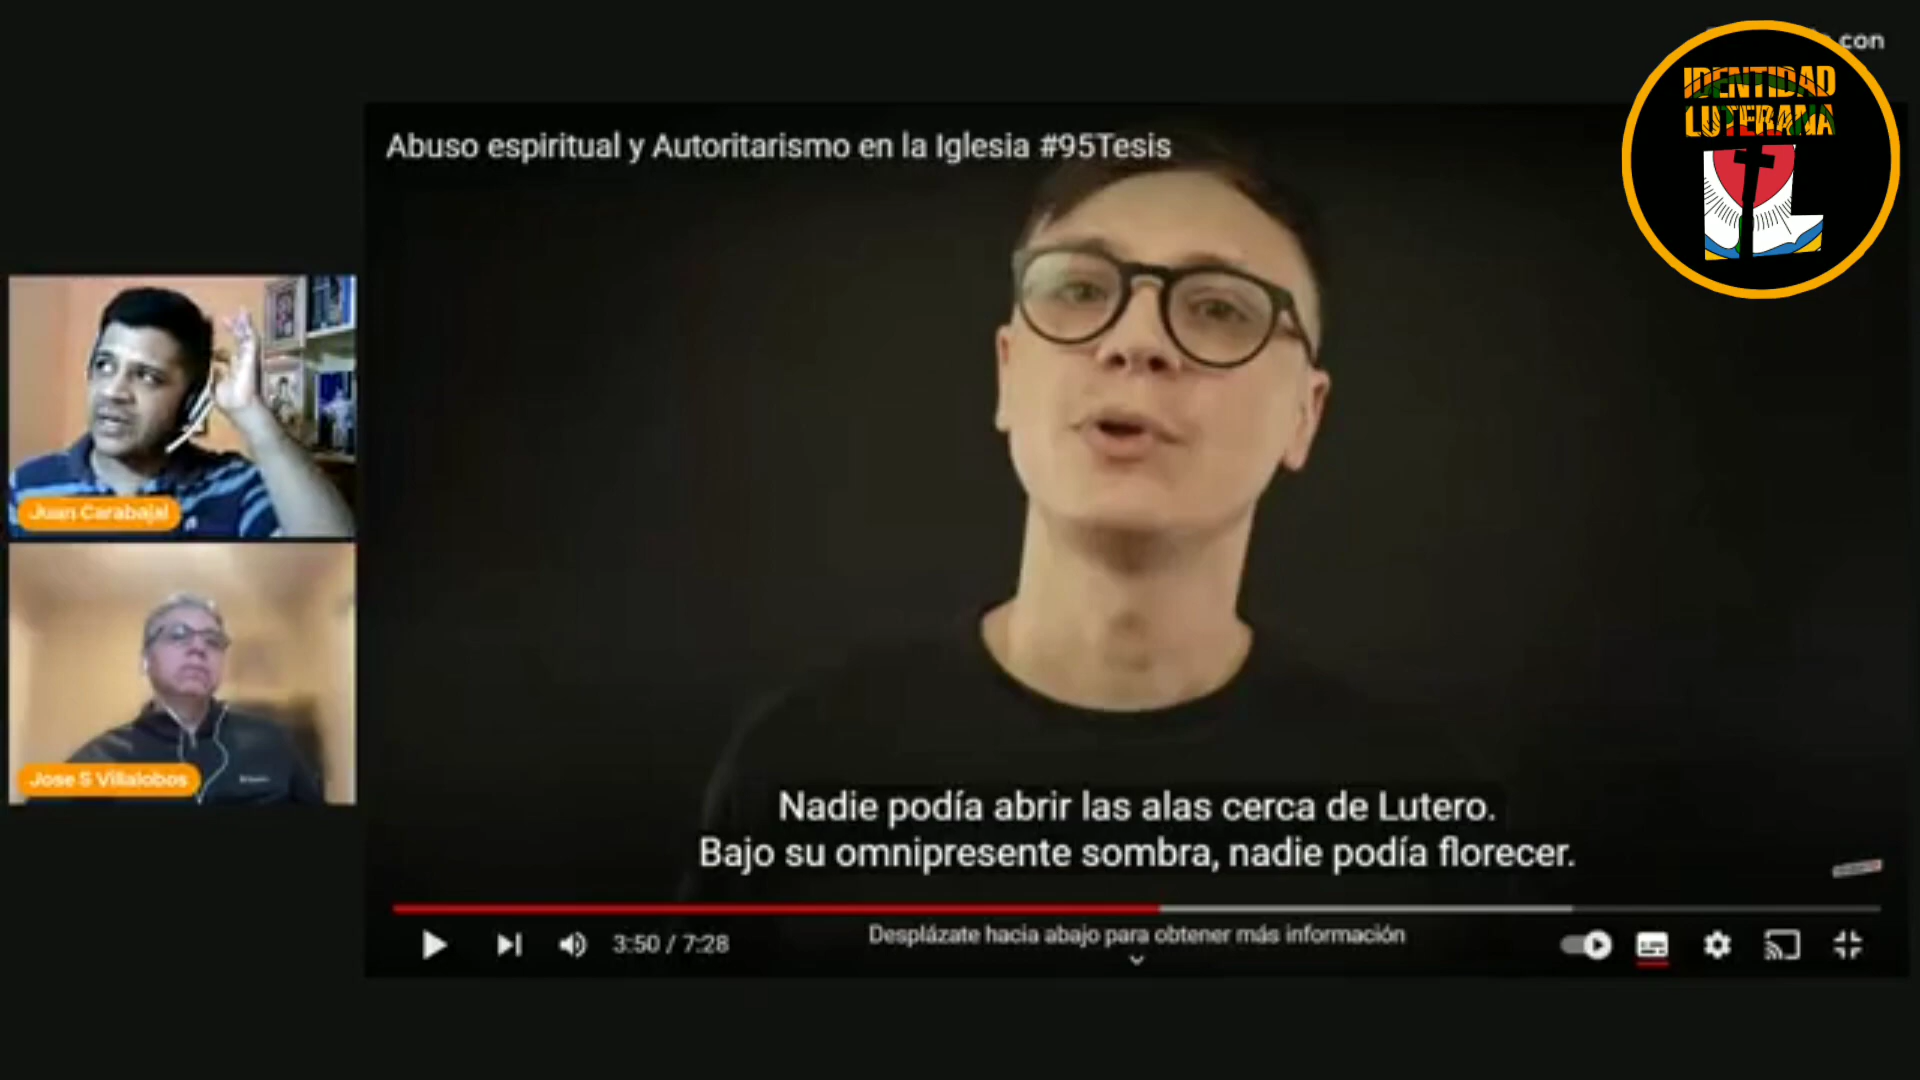 con
IDENTIDAD
LUTERANA
Abuso espiritual y Autoritarismo en la Iglesia #95Tesis
Juan Carabajal
Jose S Villalobos
Nadie podía abrir las alas cerca de Lutero.
Bajo su omnipresente sombra, nadie podía florecer.
3:50 / 7:28
Desplázate hacia abajo para obtener más información